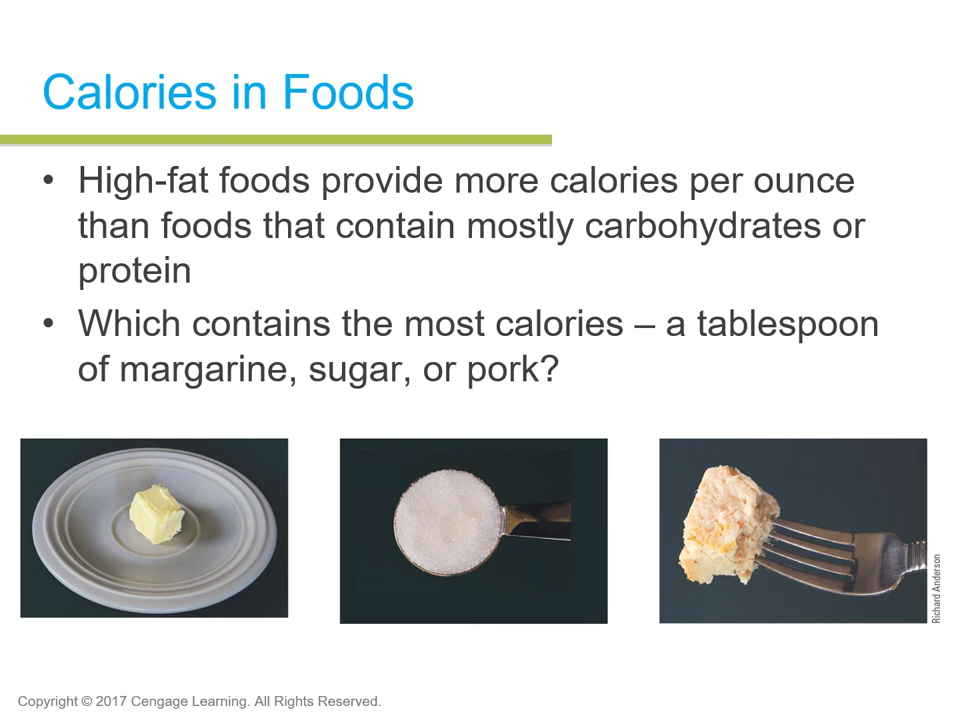 Calories in Foods
• High-fat foods provide more calories per ounce
than foods that contain mostly carbohydrates or
protein
• Which contains the most calories – a tablespoon
of margarine, sugar, or pork?
Richard Anderson
Copyright © 2017 Cengage Learning. All Rights Reserved.